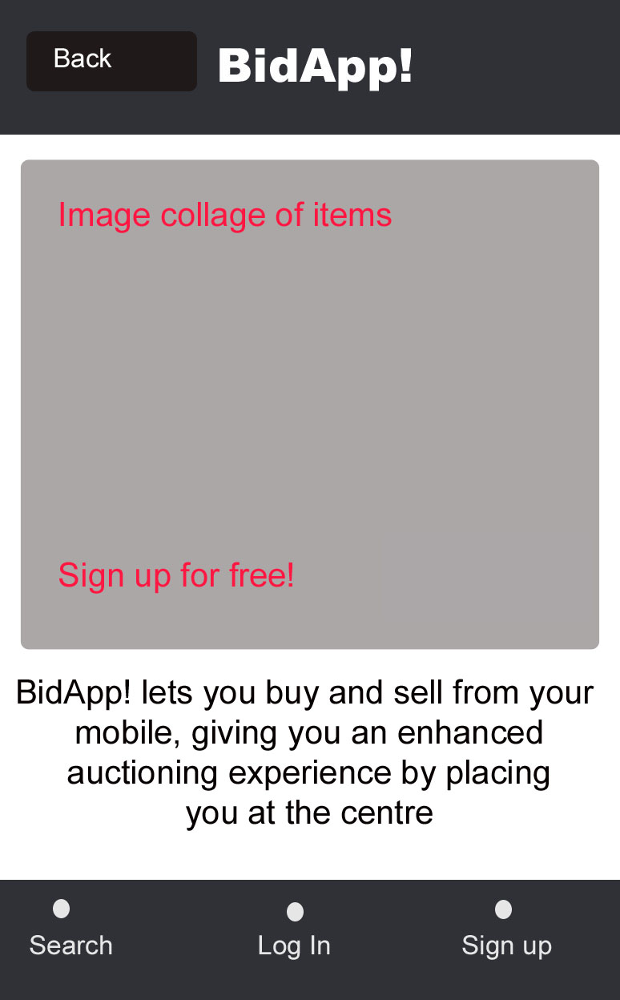 Back
BidApp!
Image collage of items
Sign up for free!
BidApp! lets you buy and sell from your
mobile, giving you an enhanced
auctioning experience by placing
you at the centre
Search
Log In
Sign up